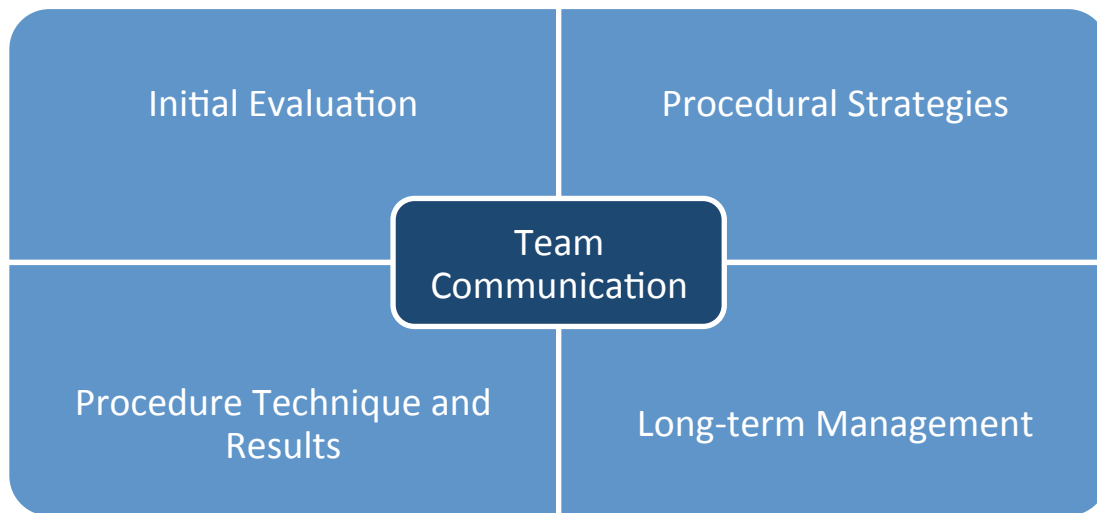 Initial Evaluation
Procedural Strategies
Team
Communication
Procedure Technique and
Results
Long-term Management